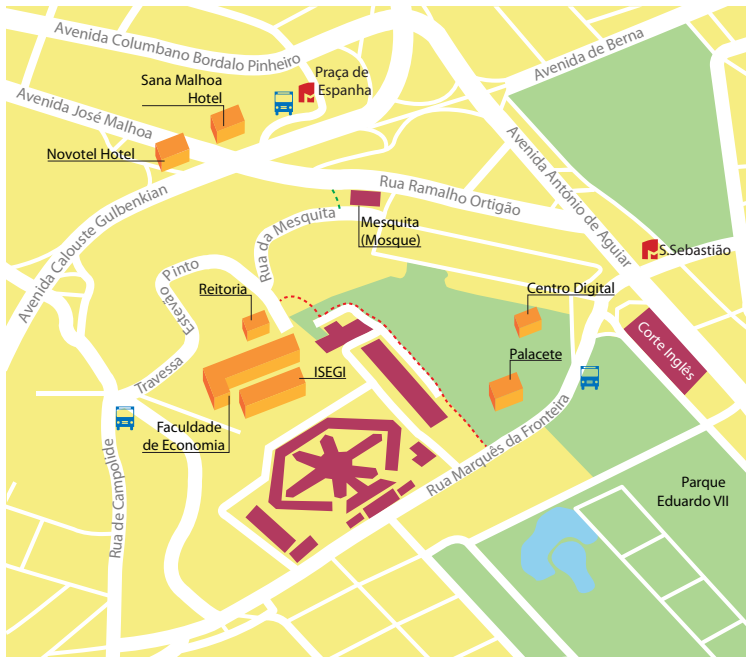 Avenida Columbano Bordalo Pinheiro
Praça de
Espanha
Avenida de Berna
Sana Malhoa
Hotel
Avenida José Malhoa
Novotel Hotel
Avenida António de Aguiar
Rua Ramalho Ortigão
Mesquita
(Mosque)
Rua da Mesquita
S.Sebastião
Avenida Calouste Gulbenkian
Travessa Estevão Pinto
Reitoria
Centro Digital
Corte Inglês
Palacete
ISEGI
Faculdade
de Economia
Rua Marquês da Fronteira
Rua de Campolide
Parque
Eduardo VII